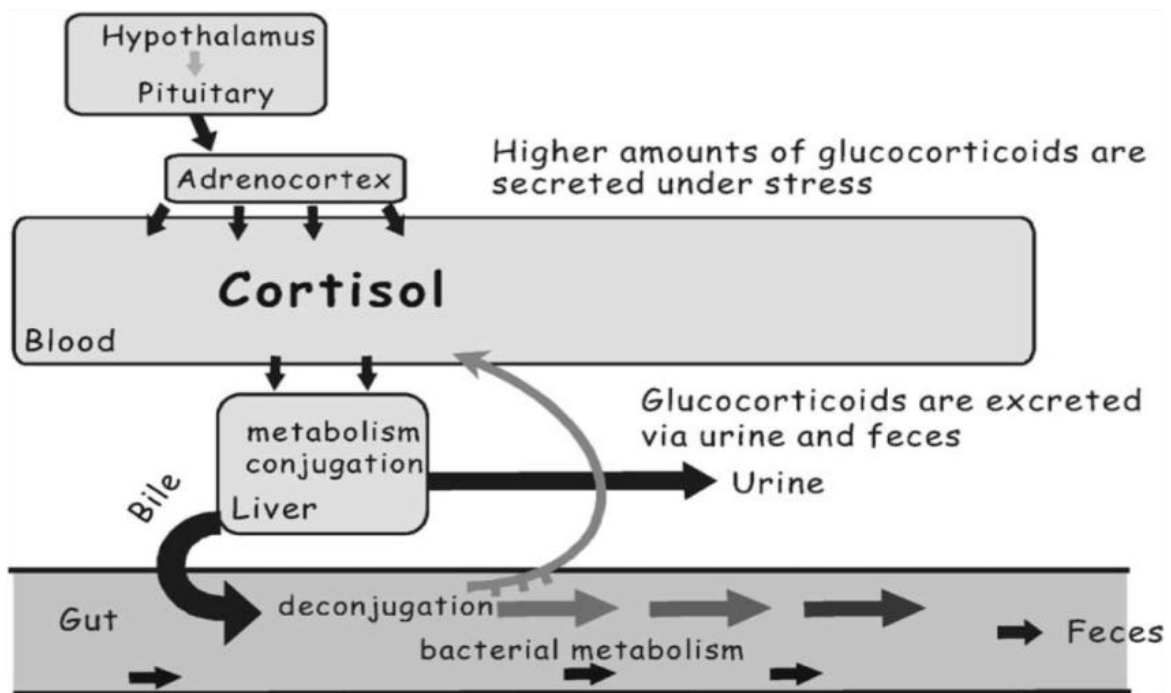 Hypothalamus
Pituitary
Adrenocortex
Higher amounts of glucocorticoids are
secreted under stress
Cortisol
Blood
Glucocorticoids are excreted
via urine and feces
metabolism
conjugation
Liver
Urine
Bile
Gut
deconjugation
bacterial metabolism
Feces